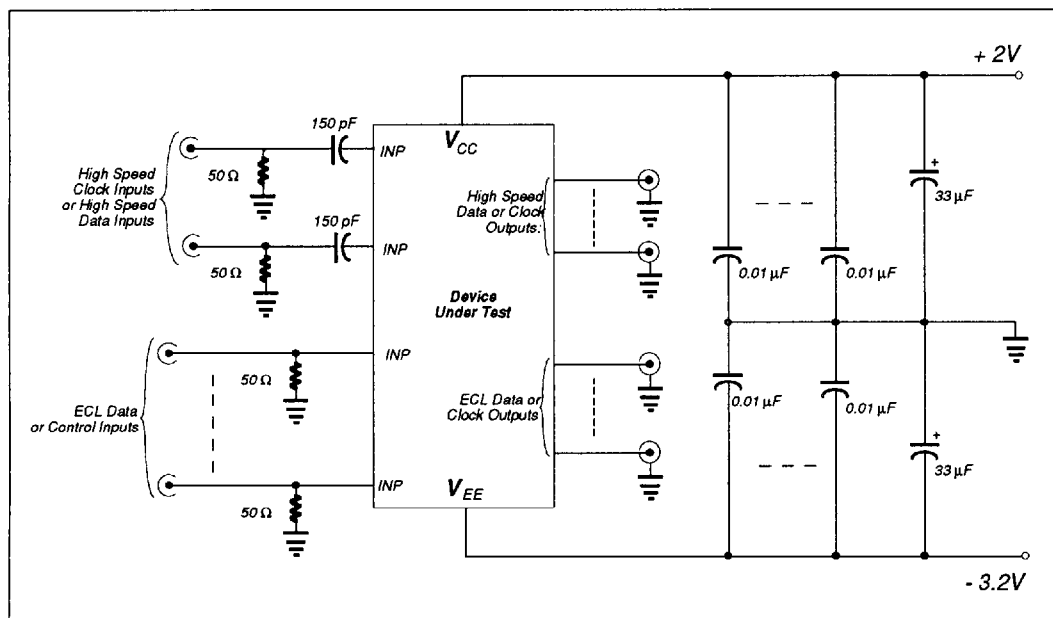 + 2V
150 pF
INP
V_CC
50 Ω
High Speed
Clock Inputs
or High Speed
Data Inputs
150 pF
INP
50 Ω
High Speed
Data or Clock
Outputs:
+
33 µF
0.01 µF
0.01 µF
Device
Under Test
INP
50 Ω
ECL Data
or Control Inputs
INP
50 Ω
ECL Data or
Clock Outputs
0.01 µF
0.01 µF
+
33 µF
V_EE
- 3.2V